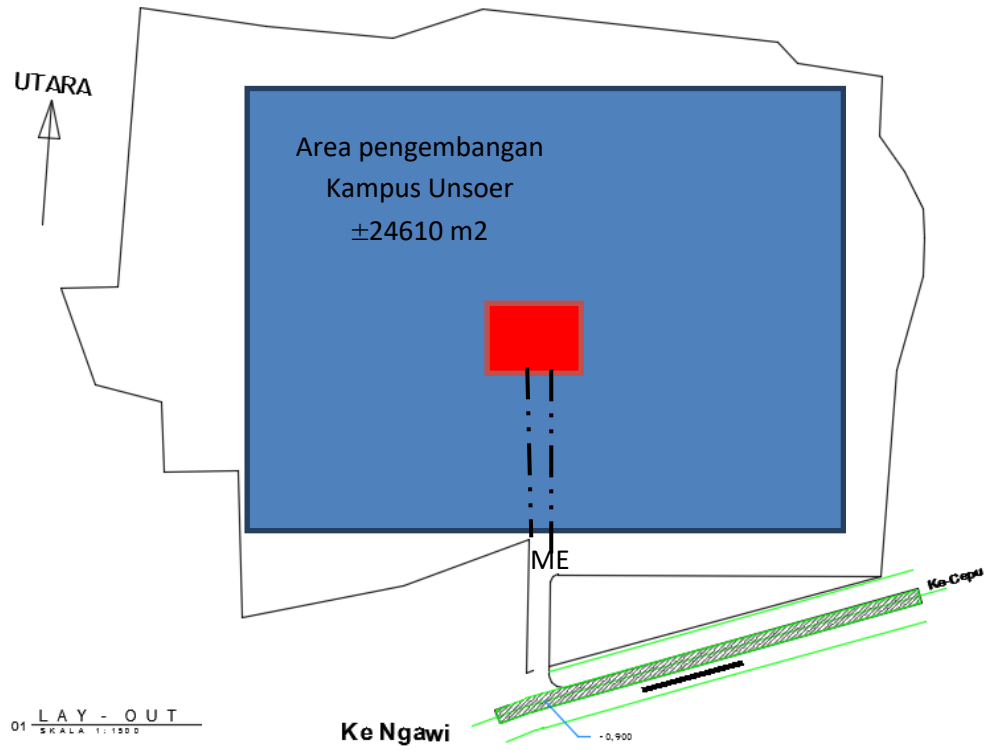 UTARA
Area pengembangan
Kampus Unsoer
±24610 m2
ME
Ke Cepu
Ke Ngawi
-0,900
01 LAY - OUT
SKALA 1:1500